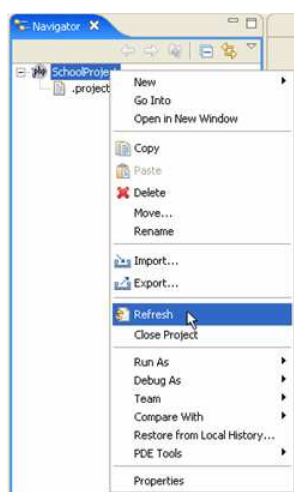 Navigator
SchoolProject
.project
New
Go Into
Open in New Window
Copy
Paste
Delete
Move...
Rename
Import...
Export...
Refresh
Close Project
Run As
Debug As
Team
Compare With
Restore from Local History...
PDE Tools
Properties